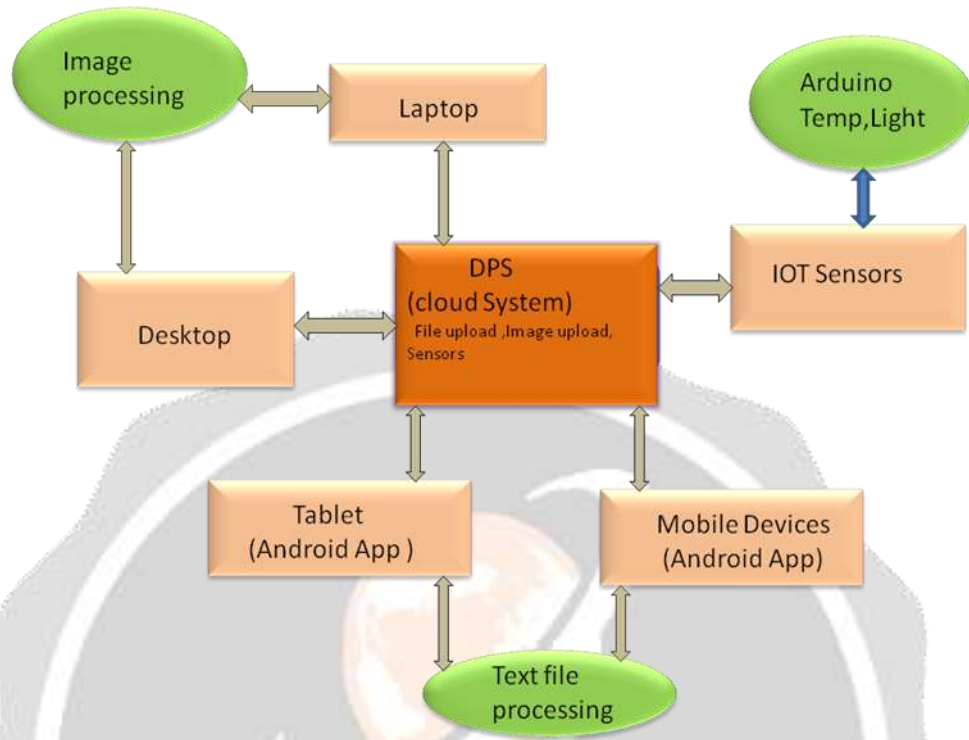 Image
processing
Laptop
Arduino
Temp,Light
DPS
(cloud System)
File upload ,Image upload,
Sensors
IOT Sensors
Desktop
Tablet
(Android App )
Mobile Devices
(Android App)
Text file
processing